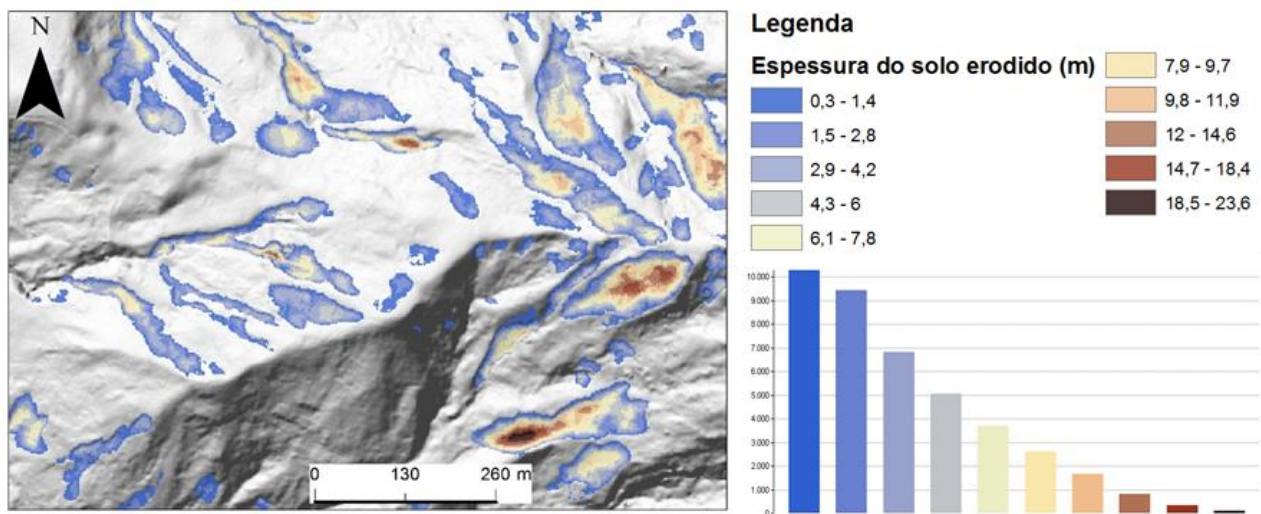 N
0 130 260 m
Legenda
Espessura do solo erodido (m)
0,3 - 1,4
1,5 - 2,8
2,9 - 4,2
4,3 - 6
6,1 - 7,8
7,9 - 9,7
9,8 - 11,9
12 - 14,6
14,7 - 18,4
18,5 - 23,6
10.000
9.000
8.000
7.000
6.000
5.000
4.000
3.000
2.000
1.000
0